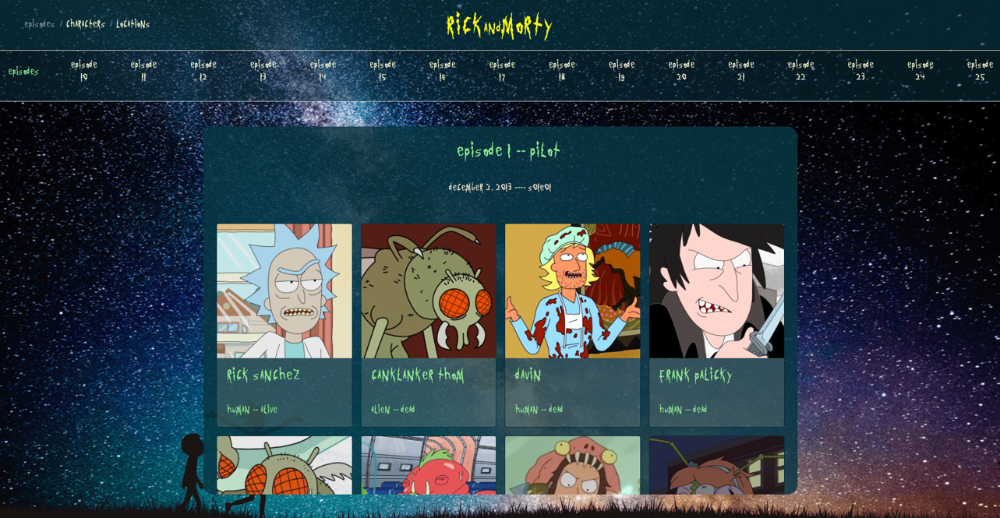 episodes / characters / locations
Rick and Morty
episodes
episode 10
episode 11
episode 12
episode 13
episode 14
episode 15
episode 16
episode 17
episode 18
episode 19
episode 20
episode 21
episode 22
episode 23
episode 24
episode 25
episode 1 -- pilot
december 2, 2013 ---- s01e01
Rick Sanchez
human -- alive
Canklanker Thom
alien -- dead
Davin
human -- dead
Frank Palicky
human -- dead